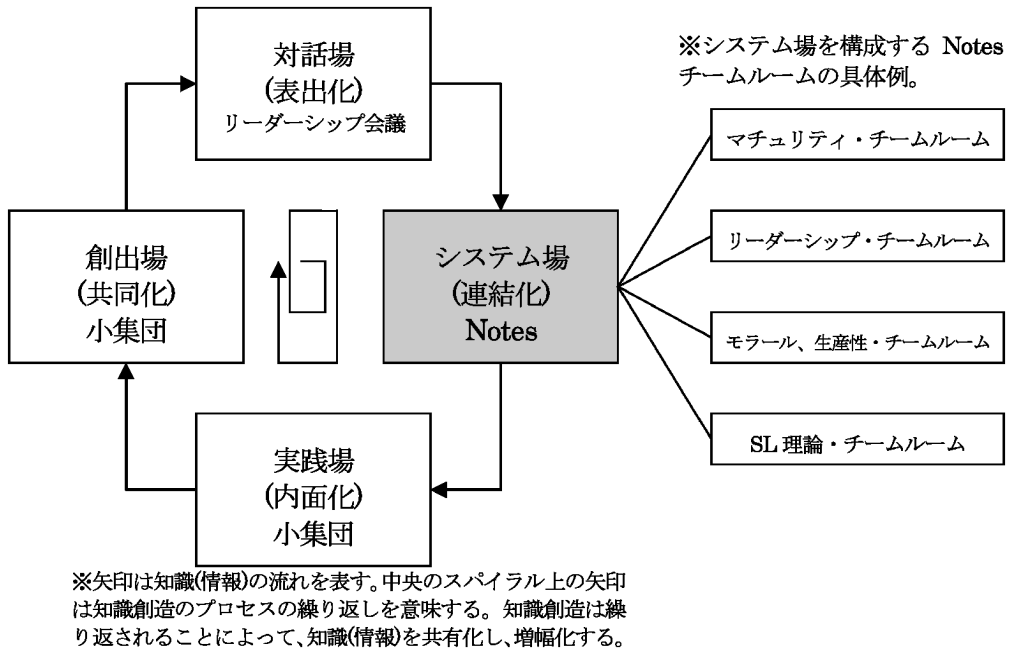 対話場
(表出化)
リーダーシップ会議
※システム場を構成する Notes
チームルームの具体例。
マチュリティ・チームルーム
創出場
(共同化)
小集団
システム場
(連結化)
Notes
リーダーシップ・チームルーム
モラール、生産性・チームルーム
SL 理論・チームルーム
実践場
(内面化)
小集団
※矢印は知識(情報)の流れを表す。中央のスパイラル上の矢印
は知識創造のプロセスの繰り返しを意味する。知識創造は繰
り返されることによって、知識(情報)を共有化し、増幅化する。